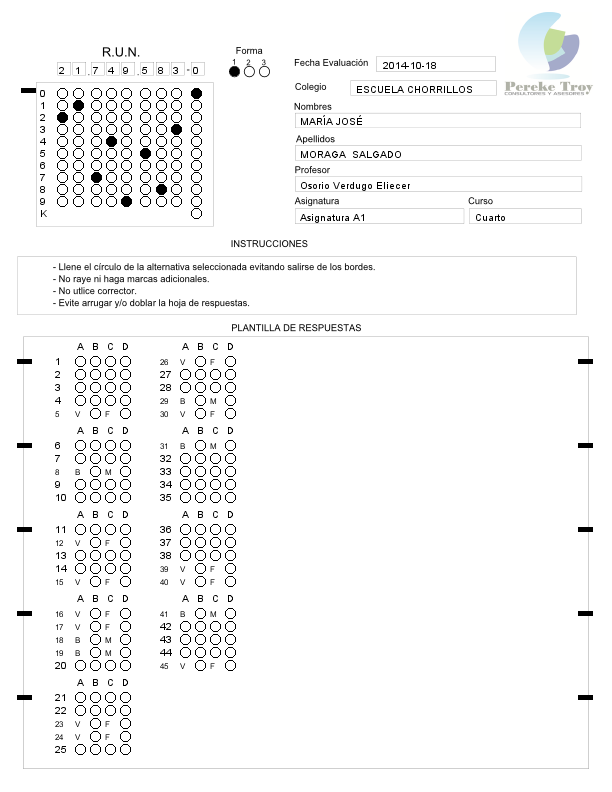 R.U.N.
2 1 . 7 4 9 . 5 8 3 - 0
0
1
2
3
4
5
6
7
8
9
K
Forma
1 2 3
Fecha Evaluación 2014-10-18
Colegio ESCUELA CHORRILLOS
Nombres
MARÍA JOSÉ
Apellidos
MORAGA SALGADO
Profesor
Osorio Verdugo Eliecer
Asignatura Curso
Asignatura A1 Cuarto
Pereke Troy
CONSULTORES Y ASESORES
INSTRUCCIONES
- Llene el círculo de la alternativa seleccionada evitando salirse de los bordes.
- No raye ni haga marcas adicionales.
- No utlice corrector.
- Evite arrugar y/o doblar la hoja de respuestas.
PLANTILLA DE RESPUESTAS
A B C D
1
2
3
4
5 V F
A B C D
6
7
8 B M
9
10
A B C D
11
12 V F
13
14
15 V F
A B C D
16 V F
17 V F
18 B M
19 B M
20
A B C D
21
22
23 V F
24 V F
25
A B C D
26 V F
27
28
29 B M
30 V F
A B C D
31 B M
32
33
34
35
A B C D
36
37
38
39 V F
40 V F
A B C D
41 B M
42
43
44
45 V F